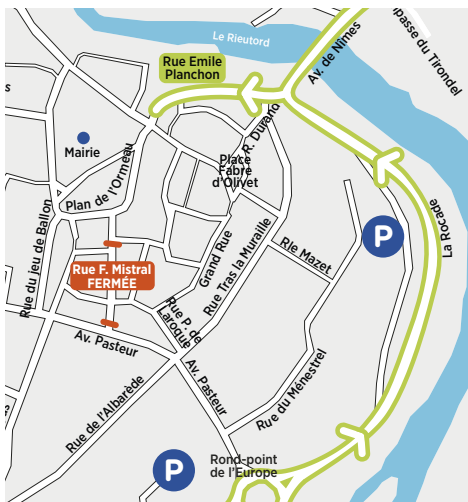 Le Rieutord
Impasse du Tirondel
Av. de Nîmes
Rue Emile
Planchon
R. Durand
Mairie
Place
Fabre
d'Olivet
Plan de l'Ormeau
Rue du Jeu de Ballon
P
La Rocade
Rue F. Mistral
FERMÉE
Grand Rue
Rue Tras la Muraille
Rle Mazet
Rue P. de
Laroque
Av. Pasteur
Av. Pasteur
Rue de l'Albarède
Rue du Ménestrel
P
Rond-point
de l'Europe